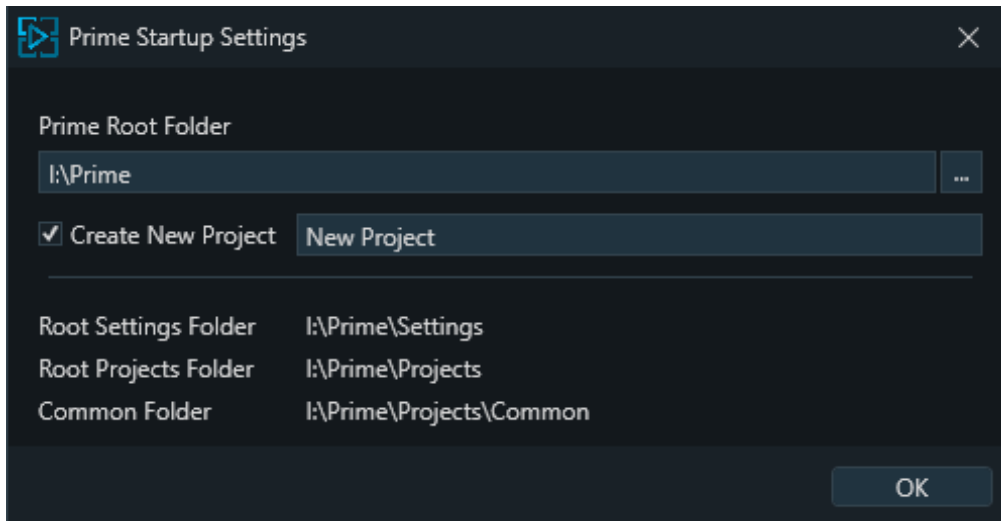 Prime Startup Settings
Prime Root Folder
I:\Prime
...
Create New Project New Project
Root Settings Folder I:\Prime\Settings
Root Projects Folder I:\Prime\Projects
Common Folder I:\Prime\Projects\Common
OK